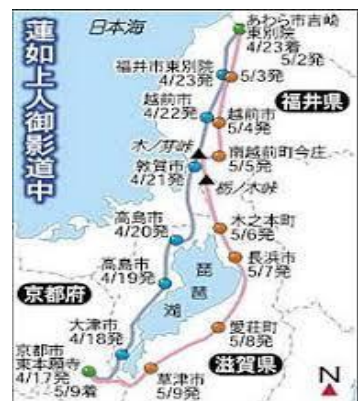 蓮如上人御影道中
日本海
あわら市吉崎
東別院
4/23着
5/2発
福井市東別院
4/23発
5/3発
福井県
越前市
4/22発
越前市
5/4発
木ノ芽峠
南越前町今庄
5/5発
敦賀市
4/21発
栃ノ木峠
高島市
4/20発
木之本町
5/6発
長浜市
5/7発
高島市
4/19発
琵琶湖
京都府
大津市
4/18発
愛荘町
5/8発
滋賀県
京都市
東本願寺
4/17発
5/9着
草津市
5/9発
N